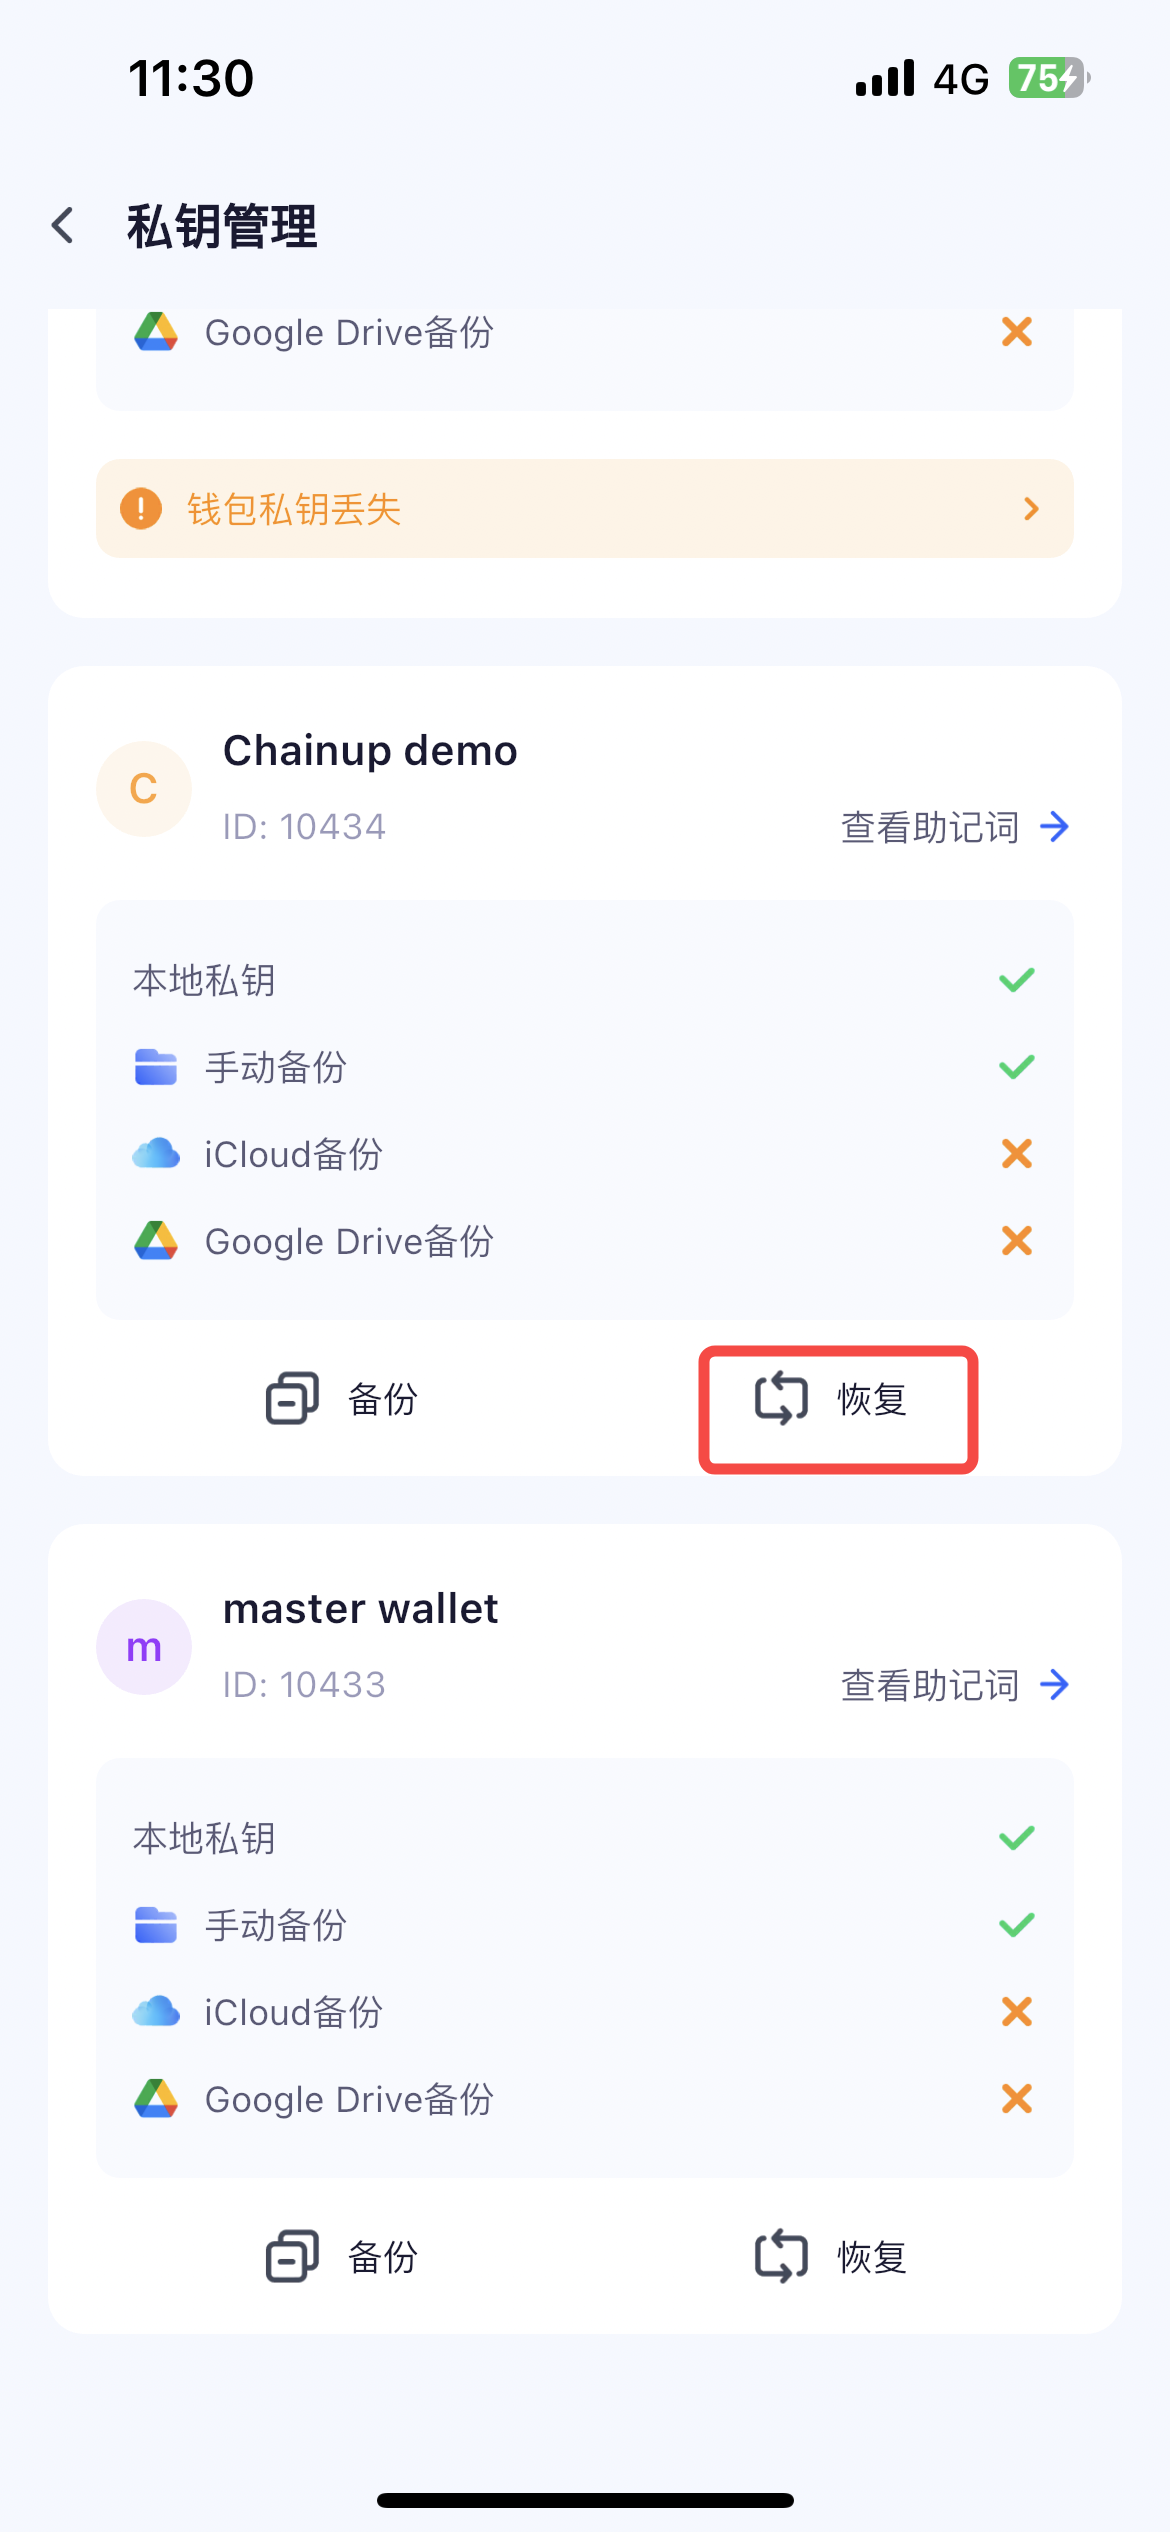 11:30
4G
75
私钥管理
Google Drive备份
钱包私钥丢失
C
Chainup demo
ID: 10434
查看助记词
本地私钥
手动备份
iCloud备份
Google Drive备份
备份
恢复
m
master wallet
ID: 10433
查看助记词
本地私钥
手动备份
iCloud备份
Google Drive备份
备份
恢复